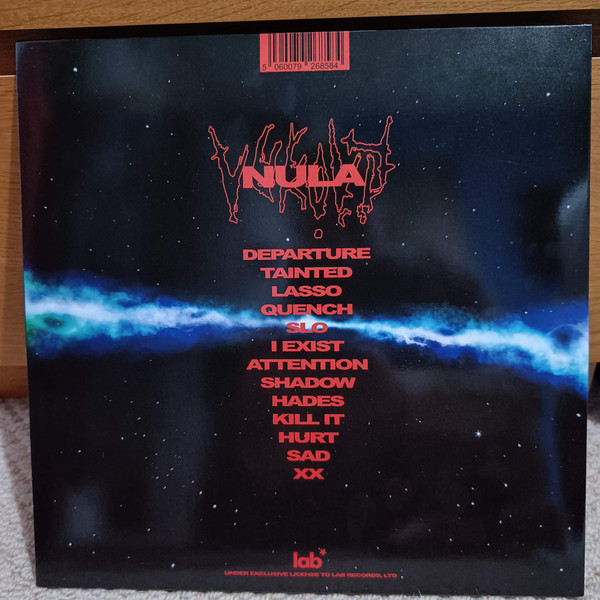 5 060079 268584
NULA
DEPARTURE
TAINTED
LASSO
QUENCH
SLO
I EXIST
ATTENTION
SHADOW
HADES
KILL IT
HURT
SAD
XX
lab*
UNDER EXCLUSIVE LICENSE TO LAB RECORDS, LTD